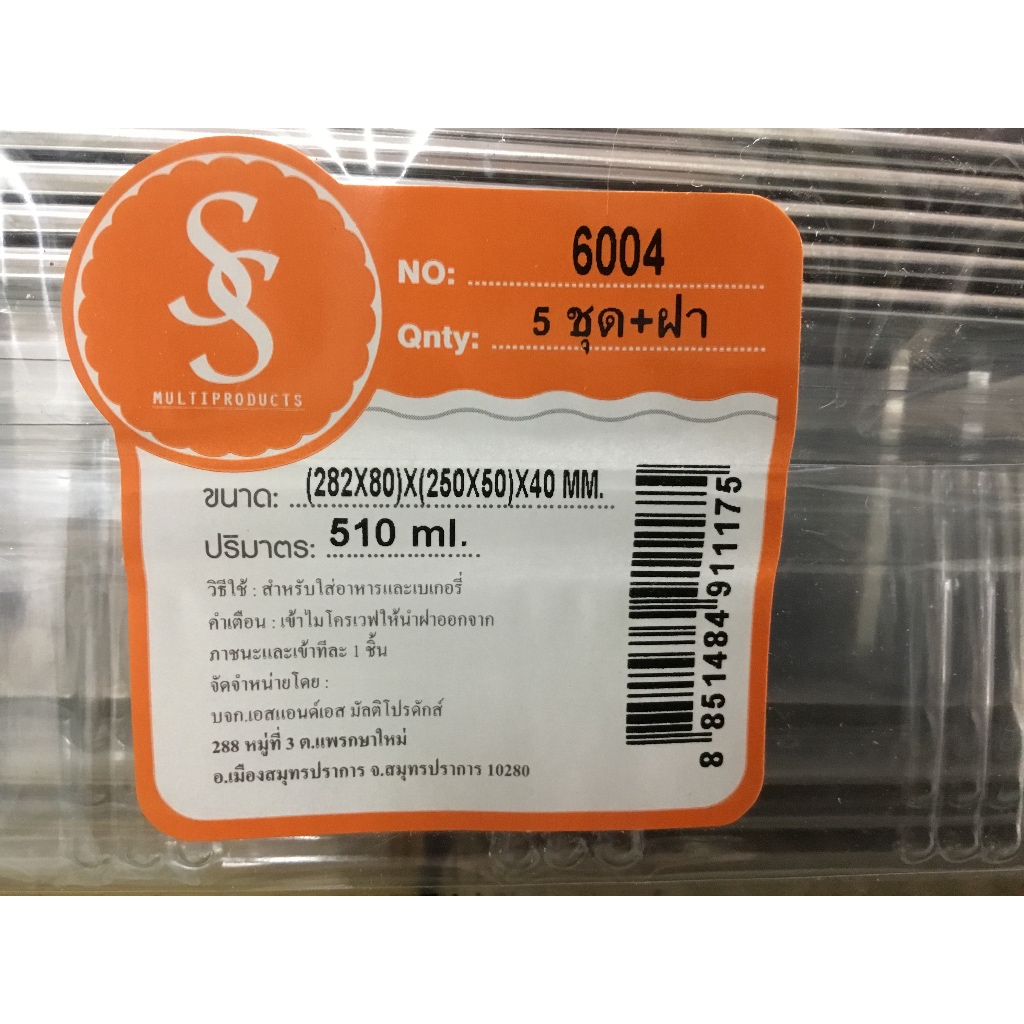 SS
MULTIPRODUCTS
NO: 6004
Qnty: 5 ชุด+ฝา
ขนาด: (282X80)X(250X50)X40 MM.
ปริมาตร: 510 ml.
วิธีใช้ : สำหรับใส่อาหารและเบเกอรี่
คำเตือน : เข้าไมโครเวฟให้นำฝาออกจาก
ภาชนะและเข้าทีละ 1 ชิ้น
จัดจำหน่ายโดย :
บจก.เอสแอนด์เอส มัลติโปรดักส์
288 หมู่ที่ 3 ต.แพรกษาใหม่
อ.เมืองสมุทรปราการ จ.สมุทรปราการ 10280
8 851484 911175